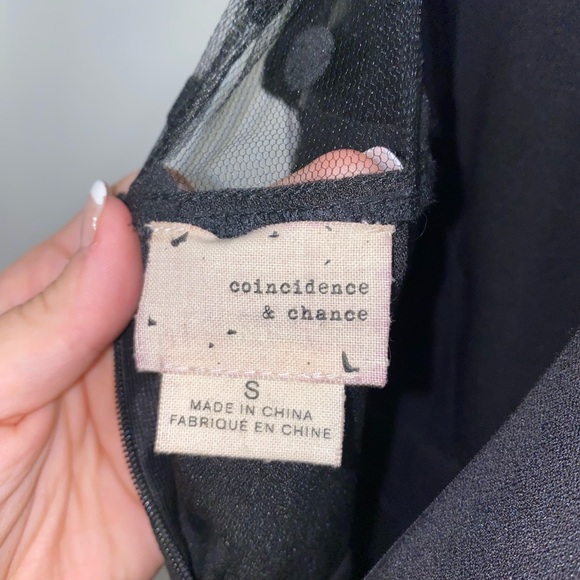 coincidence
& chance
S
MADE IN CHINA
FABRIQUÉ EN CHINE